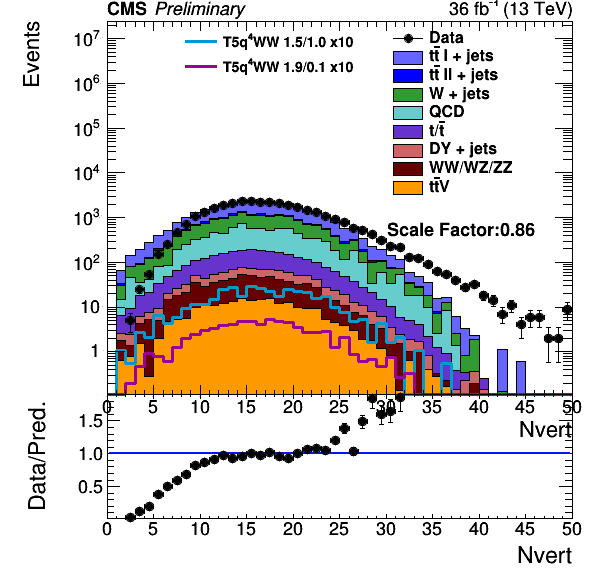 CMS Preliminary 36 fb⁻¹ (13 TeV)
Events
T5q⁴WW 1.5/1.0 x10
T5q⁴WW 1.9/0.1 x10
Data
tt̄ l + jets
tt̄ ll + jets
W + jets
QCD
t/t̄
DY + jets
WW/WZ/ZZ
tt̄V
Scale Factor:0.86
10⁷
10⁶
10⁵
10⁴
10³
10²
10
1
0 5 10 15 20 25 30 35 40 45 50
Nvert
Data/Pred.
1.5
1.0
0.5
0 5 10 15 20 25 30 35 40 45 50
Nvert